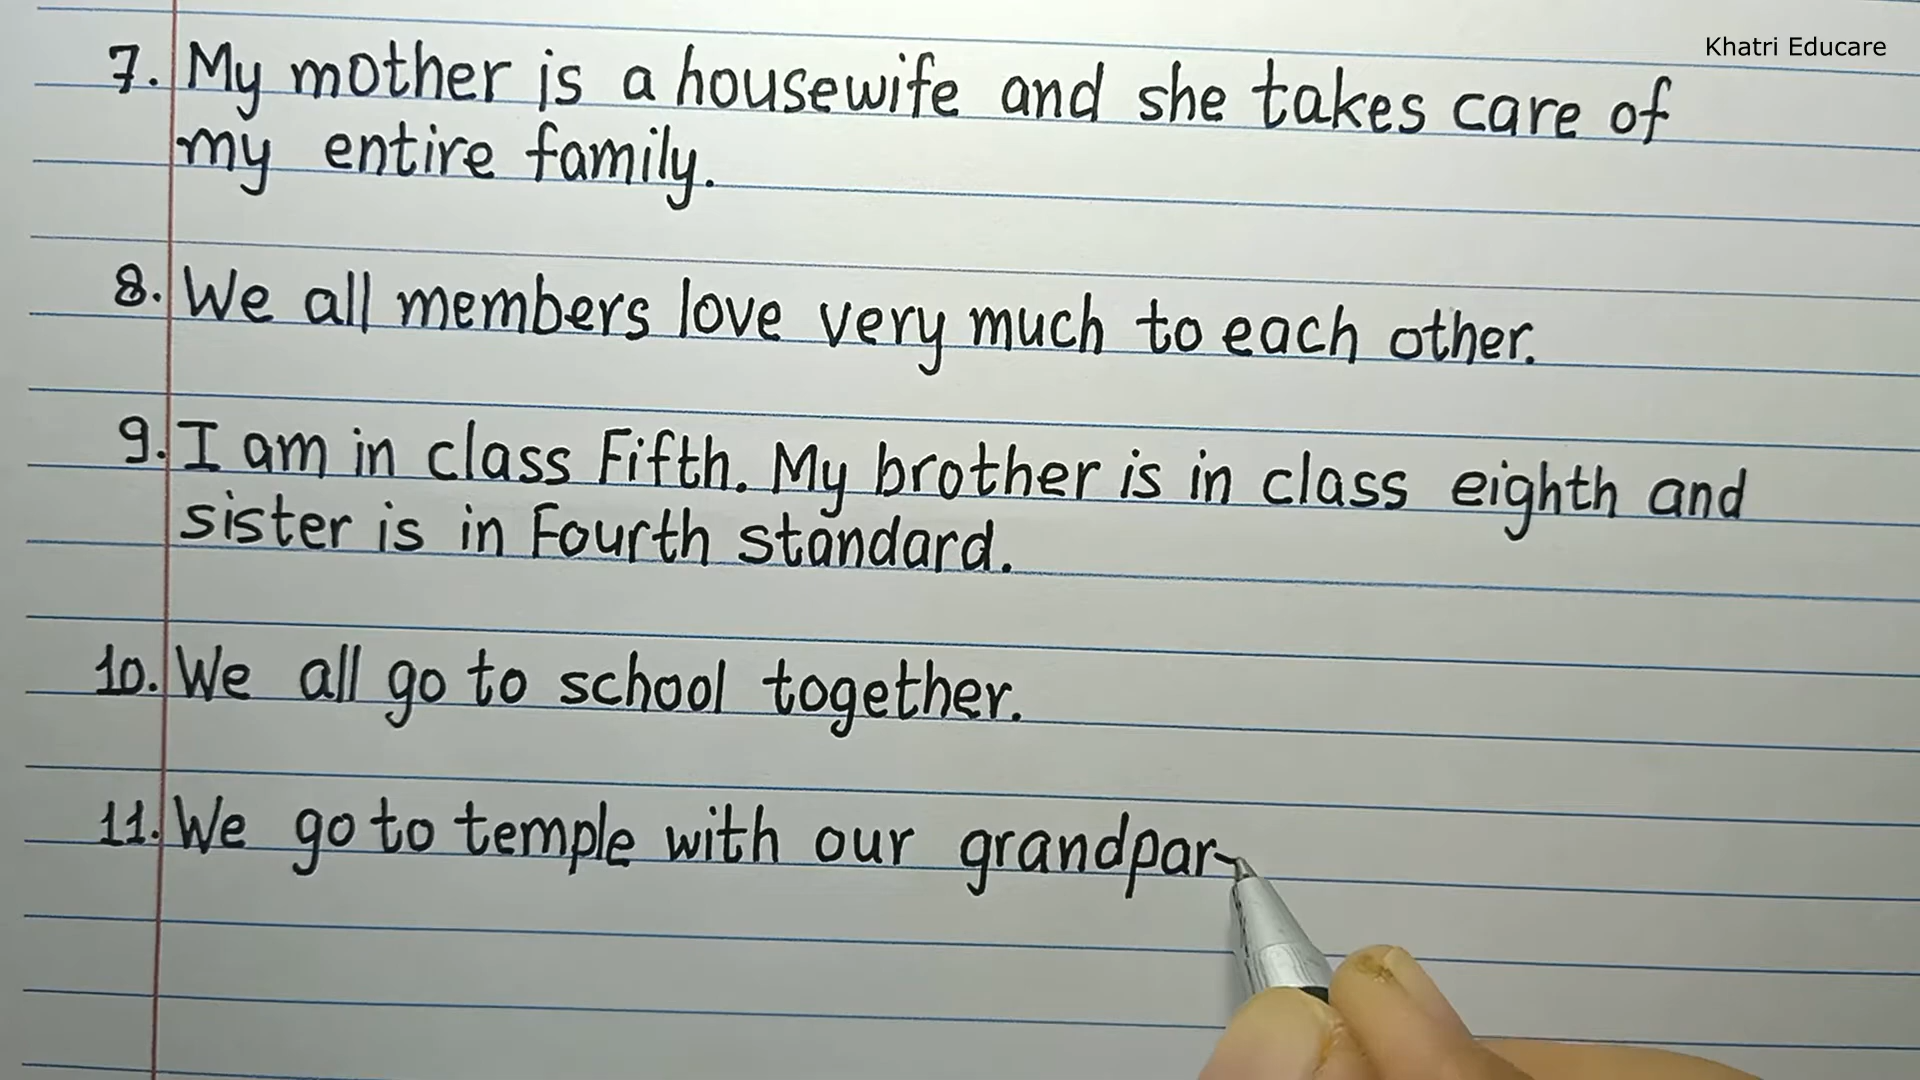 Khatri Educare
7. My mother is a housewife and she takes care of
my entire family.
8. We all members love very much to each other.
9. I am in class Fifth. My brother is in class eighth and
sister is in Fourth standard.
10. We all go to school together.
11. We go to temple with our grandpar